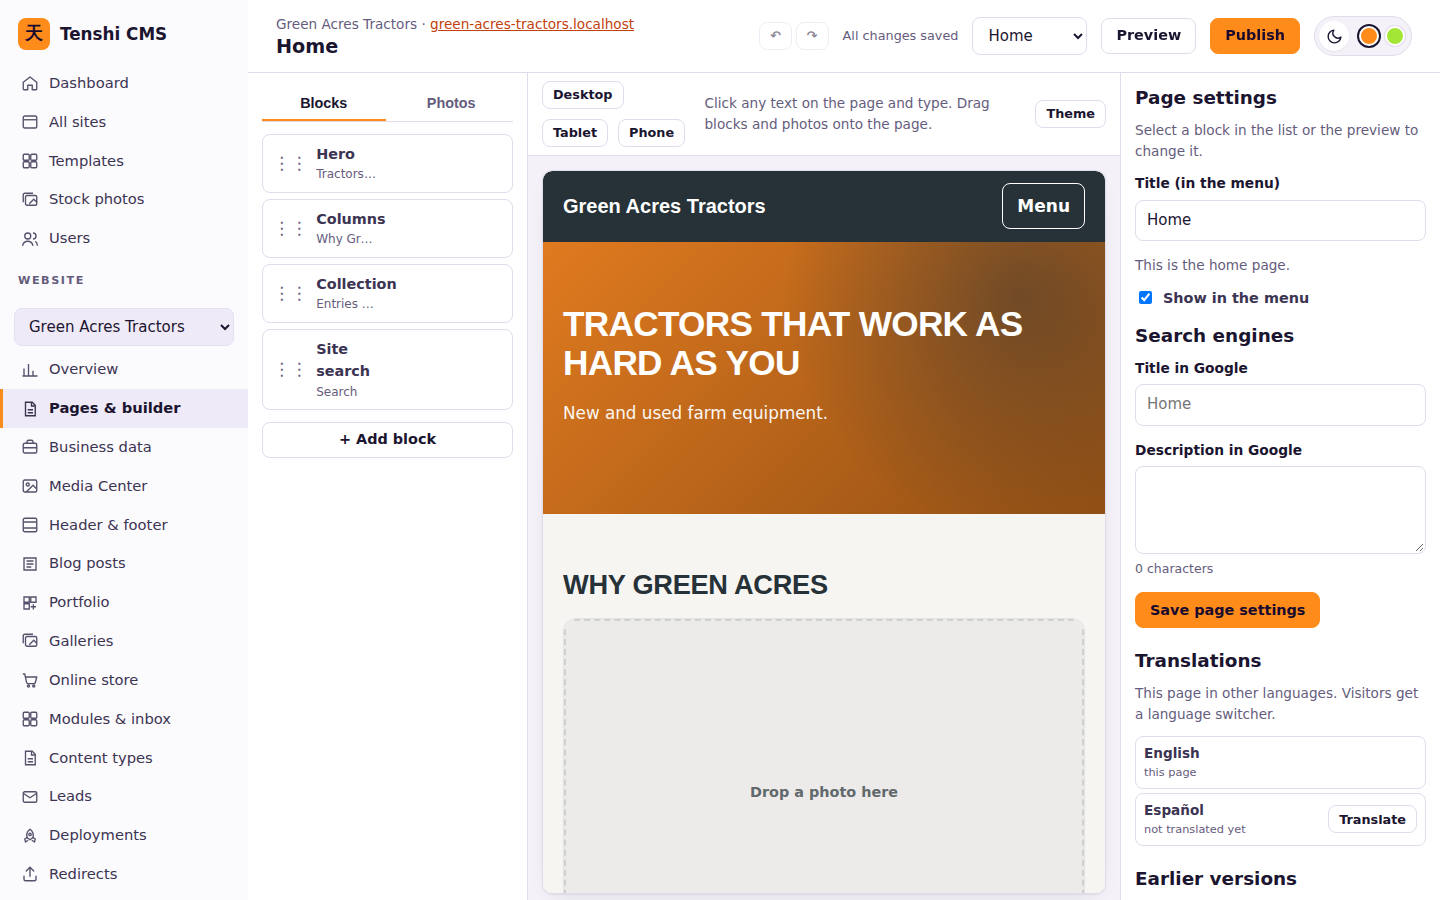 天 Tenshi CMS
Dashboard
All sites
Templates
Stock photos
Users
WEBSITE
Green Acres Tractors
Overview
Pages & builder
Business data
Media Center
Header & footer
Blog posts
Portfolio
Galleries
Online store
Modules & inbox
Content types
Leads
Deployments
Redirects
Green Acres Tractors · green-acres-tractors.localhost
Home
All changes saved
Home
Preview
Publish
Blocks
Photos
Hero
Tractors…
Columns
Why Gr…
Collection
Entries …
Site
search
Search
+ Add block
Desktop
Tablet
Phone
Click any text on the page and type. Drag
blocks and photos onto the page.
Theme
Green Acres Tractors
Menu
TRACTORS THAT WORK AS
HARD AS YOU
New and used farm equipment.
WHY GREEN ACRES
Drop a photo here
Page settings
Select a block in the list or the preview to
change it.
Title (in the menu)
Home
This is the home page.
Show in the menu
Search engines
Title in Google
Home
Description in Google
0 characters
Save page settings
Translations
This page in other languages. Visitors get
a language switcher.
English
this page
Español
not translated yet
Translate
Earlier versions